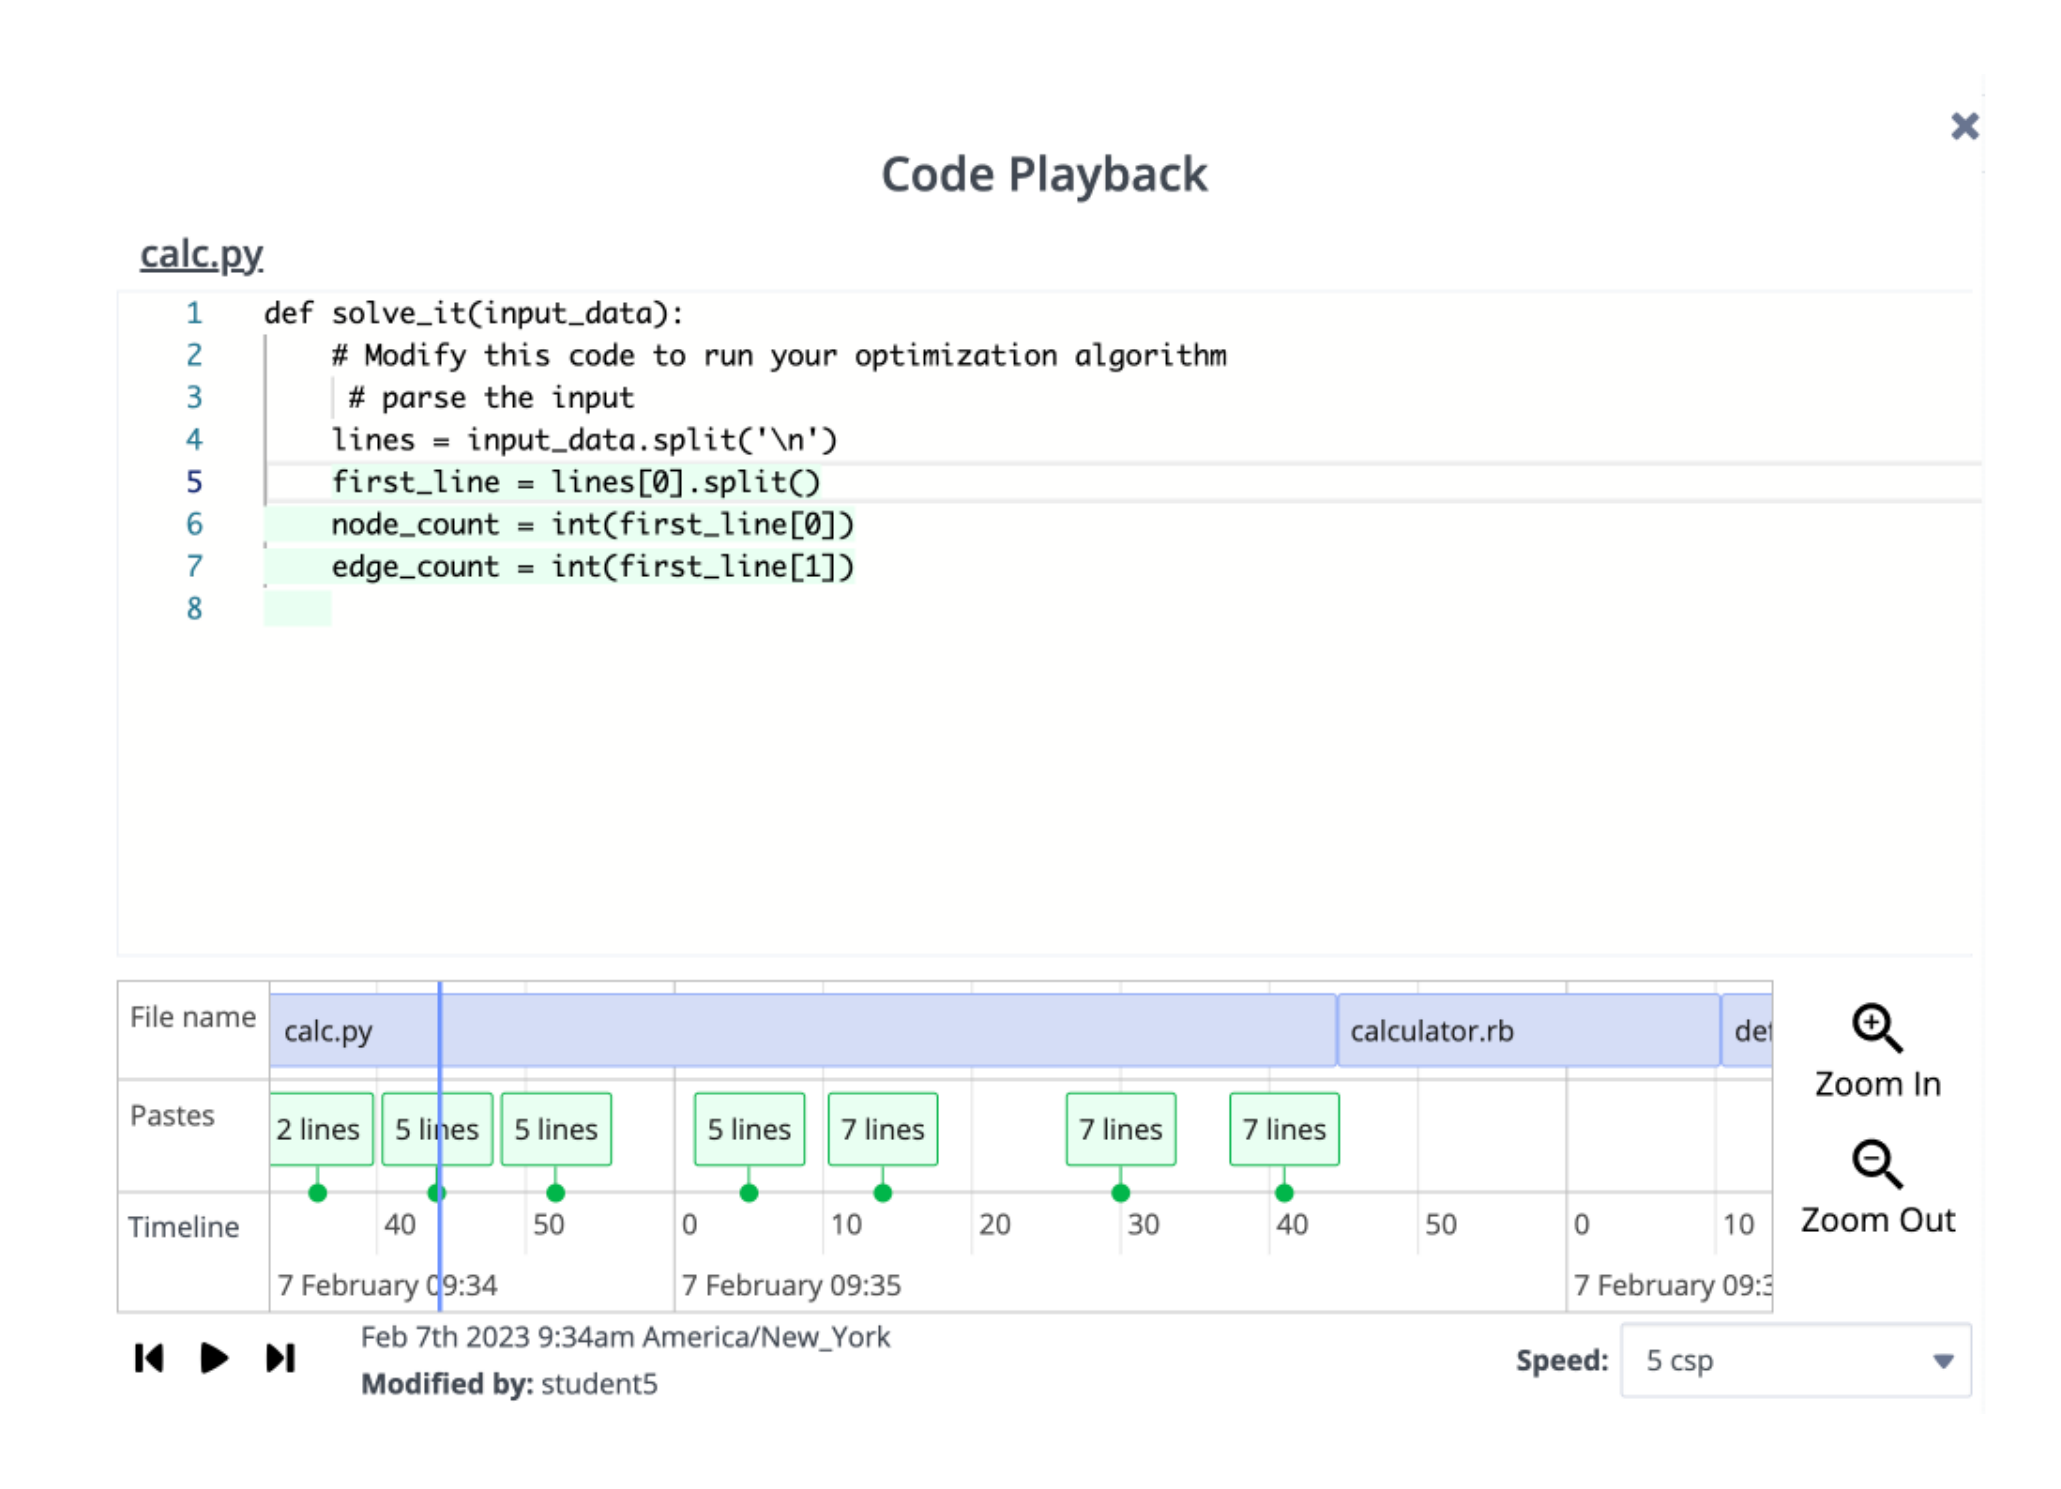 Code Playback
calc.py
1 def solve_it(input_data):
2 # Modify this code to run your optimization algorithm
3 # parse the input
4 lines = input_data.split('\n')
5 first_line = lines[0].split()
6 node_count = int(first_line[0])
7 edge_count = int(first_line[1])
8
File name calc.py calculator.rb def
Zoom In
Pastes 2 lines 5 lines 5 lines 5 lines 7 lines 7 lines 7 lines
Zoom Out
Timeline 40 50 0 10 20 30 40 50 0 10
7 February 09:34 7 February 09:35 7 February 09:3
Feb 7th 2023 9:34am America/New_York
Modified by: student5
Speed: 5 csp